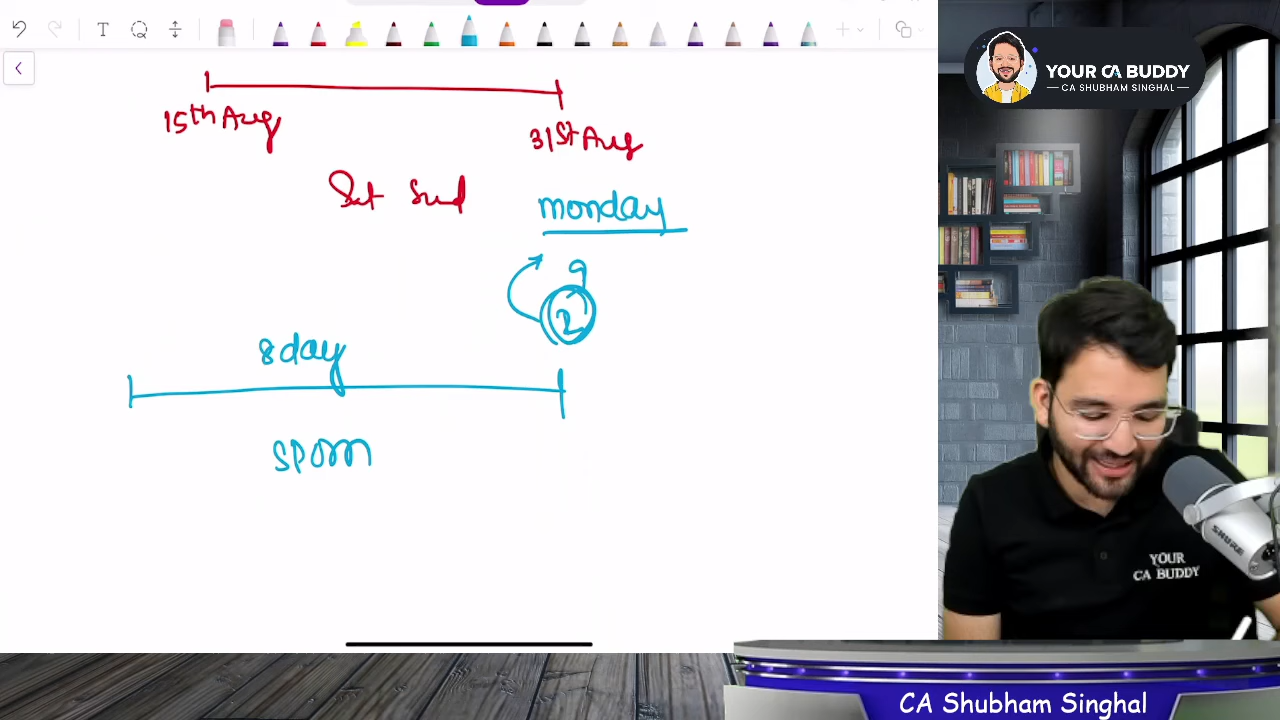 T
15th Aug
31st Aug
Sat Sund
monday
9
2
8 day
SPOM
YOUR CA BUDDY
CA SHUBHAM SINGHAL
SHURE
YOUR
CA BUDDY
CA Shubham Singhal